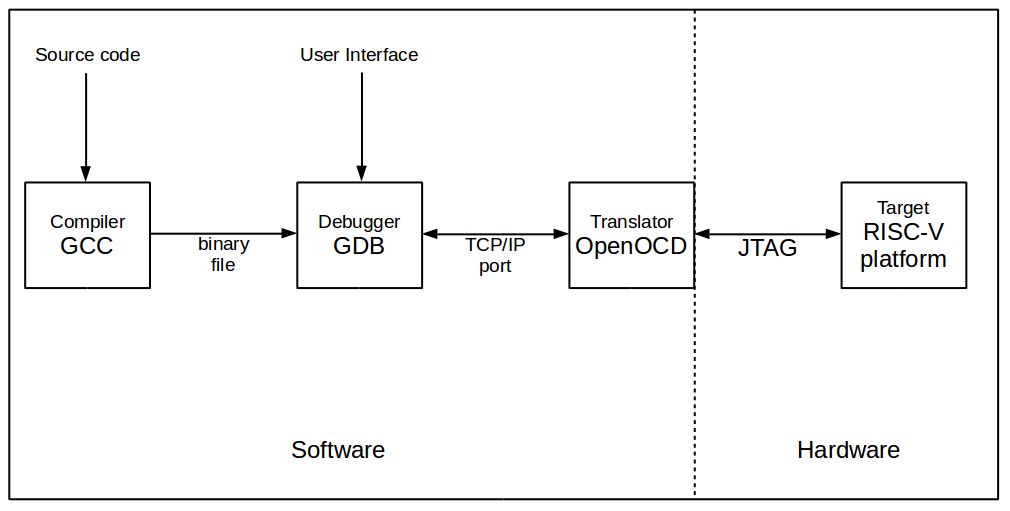 Source code
User Interface
Compiler
GCC
binary
file
Debugger
GDB
TCP/IP
port
Translator
OpenOCD
JTAG
Target
RISC-V
platform
Software
Hardware